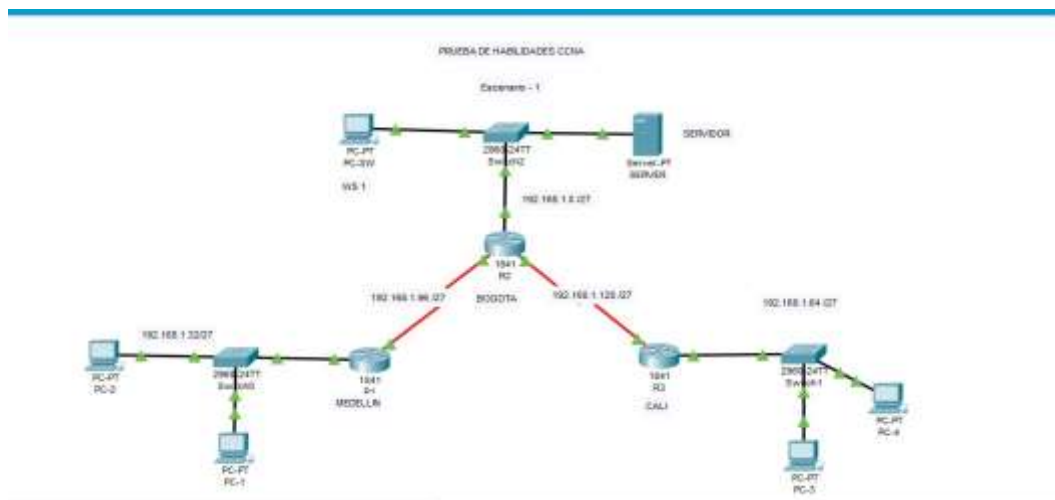 PRUEBA DE HABILIDADES CCNA
Escenario - 1
PC-PT
PC-SW
WS 1
2960-24TT
Switch2
Server-PT
SERVER
SERVIDOR
192.168.1.0 /27
1841
R2
BOGOTA
192.168.1.96 /27
192.168.1.128 /27
192.168.1.64 /27
192.168.1.32/27
PC-PT
PC-2
2960-24TT
1841
MEDELLIN
1841
R3
CALI
2960-24TT
Switch1
PC-PT
PC-4
PC-PT
PC-1
PC-PT
PC-3